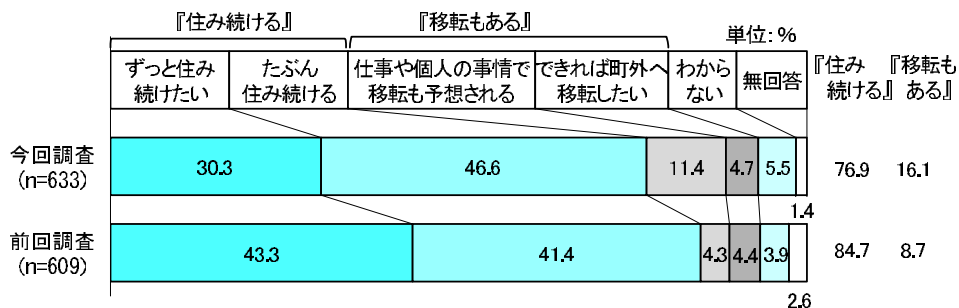 『住み続ける』 『移転もある』
単位：％
ずっと住み続けたい
たぶん住み続ける
仕事や個人の事情で移転も予想される
できれば町外へ移転したい
わからない
無回答
『住み続ける』
『移転もある』
今回調査
(n=633)
30.3 46.6 11.4 4.7 5.5 1.4 76.9 16.1
前回調査
(n=609)
43.3 41.4 4.3 4.4 3.9 2.6 84.7 8.7